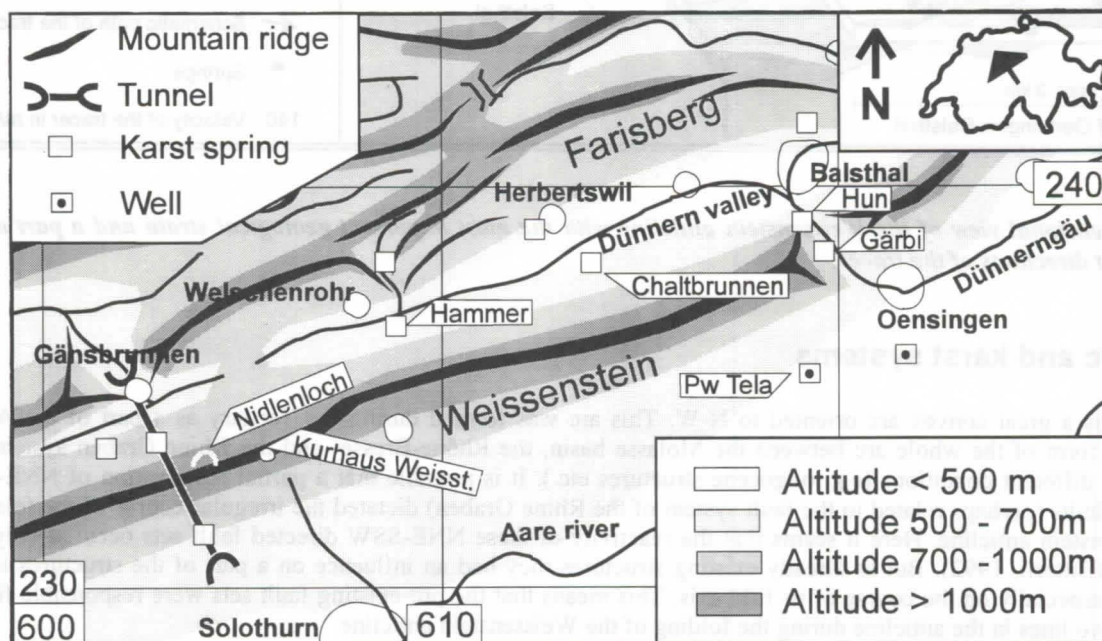 Mountain ridge
Tunnel
Karst spring
Well
N
Farisberg
Balsthal
Hun
240
Herbertswil
Dünnern valley
Gärbi
Dünnerngäu
Chaltbrunnen
Welschenrohr
Hammer
Oensingen
Gänsbrunnen
Nidlenloch
Weissenstein
Pw Tela
Kurhaus Weisst.
Aare river
Altitude < 500 m
Altitude 500 - 700m
Altitude 700 - 1000m
Altitude > 1000m
230
600
Solothurn
610